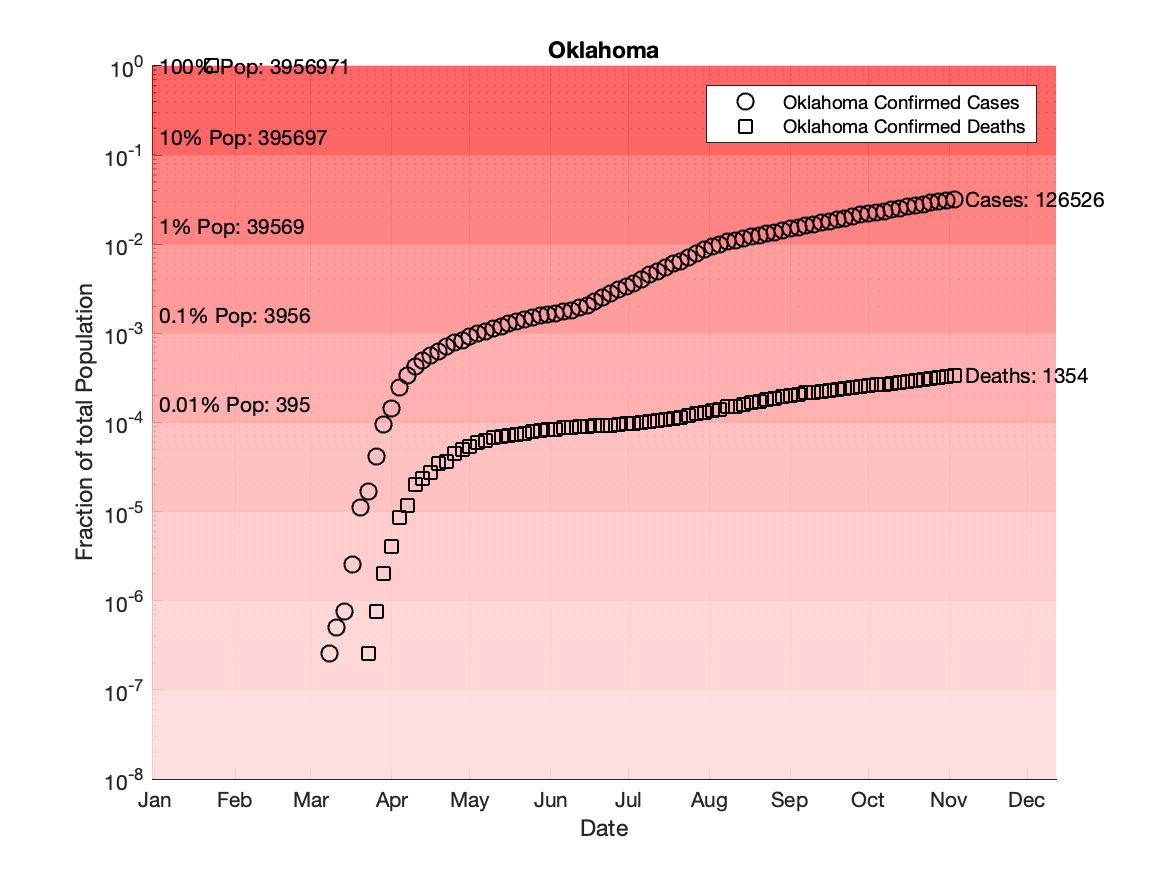 Oklahoma
10^0
100% Pop: 3956971
Oklahoma Confirmed Cases
Oklahoma Confirmed Deaths
10% Pop: 395697
10^-1
Cases: 126526
1% Pop: 39569
10^-2
0.1% Pop: 3956
10^-3
Deaths: 1354
0.01% Pop: 395
10^-4
10^-5
10^-6
10^-7
10^-8
Fraction of total Population
Jan Feb Mar Apr May Jun Jul Aug Sep Oct Nov Dec
Date